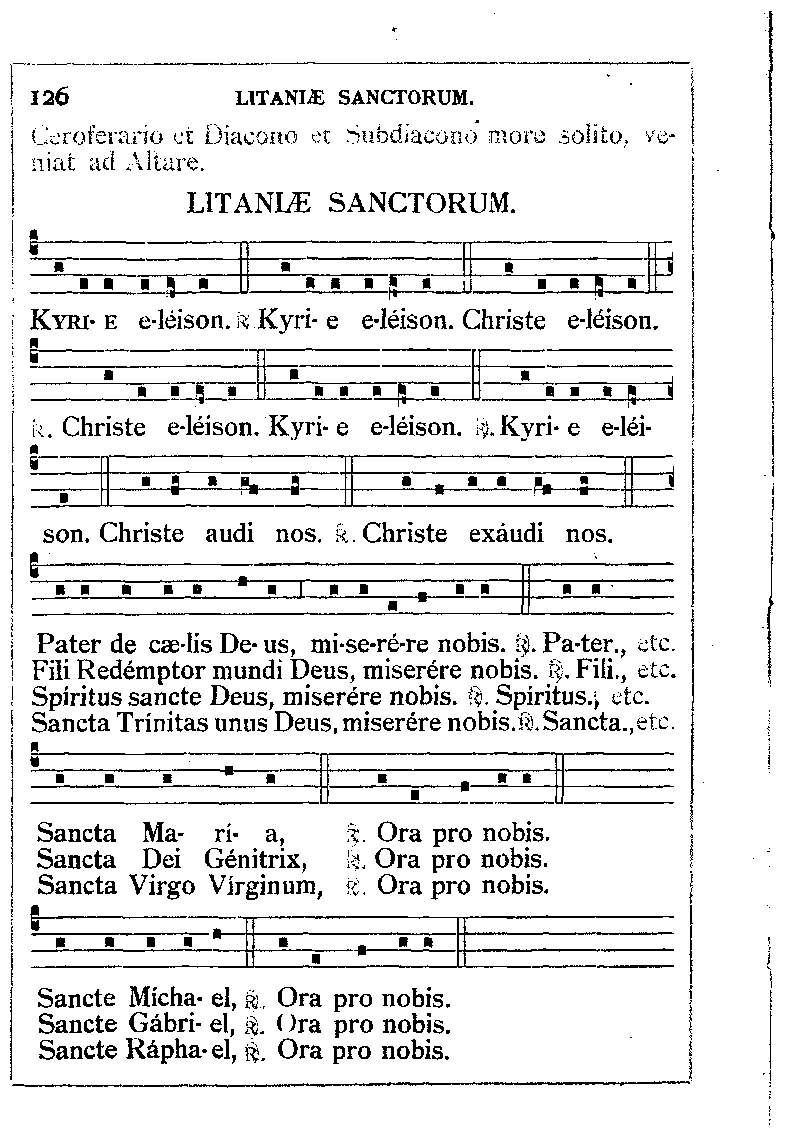 126 LITANIÆ SANCTORUM.
Ceroferario et Diacono et Subdiacono more solito, ve-
niat ad Altare.
LITANIÆ SANCTORUM.
KYRI- E e-léison. ℟ Kyri- e e-léison. Christe e-léison.
℟. Christe e-léison. Kyri- e e-léison. ℟. Kyri- e e-léi-
son. Christe audi nos. ℟. Christe exáudi nos.
Pater de cæ-lis De- us, mi-se-ré-re nobis. ℟. Pa-ter., etc.
Fili Redémptor mundi Deus, miserére nobis. ℟. Fili., etc.
Spíritus sancte Deus, miserére nobis. ℟. Spíritus., etc.
Sancta Trínitas unus Deus, miserére nobis. ℟. Sancta., etc.
Sancta Ma- rí- a, ℟. Ora pro nobis.
Sancta Dei Génitrix, ℟. Ora pro nobis.
Sancta Virgo Vírginum, ℟. Ora pro nobis.
Sancte Mícha- el, ℟. Ora pro nobis.
Sancte Gábri- el, ℟. Ora pro nobis.
Sancte Rápha- el, ℟. Ora pro nobis.